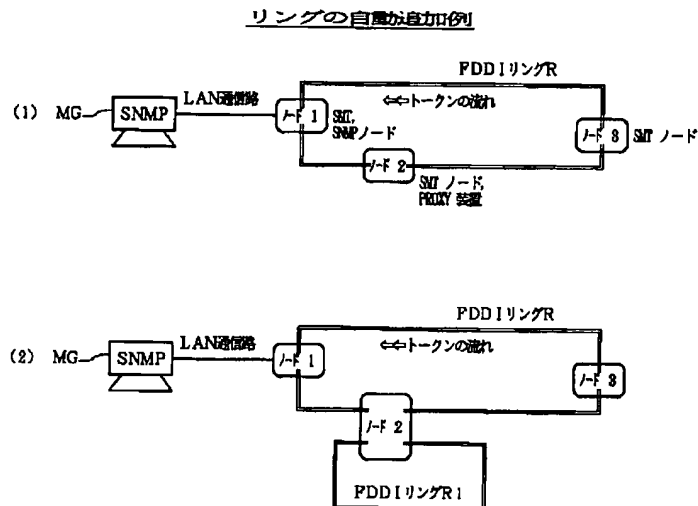 リングの自動追加例
FDDIリングR
(1) MG
SNMP
LAN通信路
ノード 1
SMT,
SNMPノード
⇐⇐トークンの流れ
ノード 3
SMT ノード
ノード 2
SMT ノード,
PROXY 装置
FDDIリングR
(2) MG
SNMP
LAN通信路
ノード 1
⇐⇐トークンの流れ
ノード 3
ノード 2
FDDIリングR1